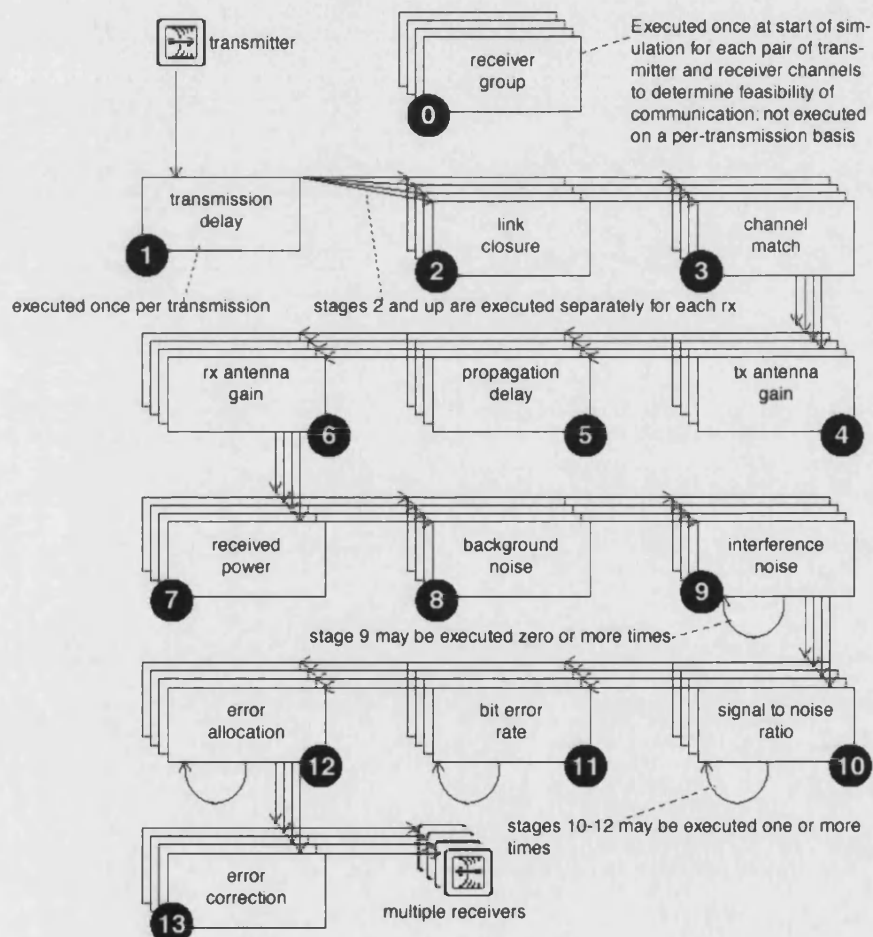 transmitter
receiver
group
0
Executed once at start of sim-
ulation for each pair of trans-
mitter and receiver channels
to determine feasibility of
communication; not executed
on a per-transmission basis
transmission
delay
1
link
closure
2
channel
match
3
executed once per transmission
stages 2 and up are executed separately for each rx
rx antenna
gain
6
propagation
delay
5
tx antenna
gain
4
received
power
7
background
noise
8
interference
noise
9
stage 9 may be executed zero or more times
error
allocation
12
bit error
rate
11
signal to noise
ratio
10
stages 10-12 may be executed one or more
times
error
correction
13
multiple receivers